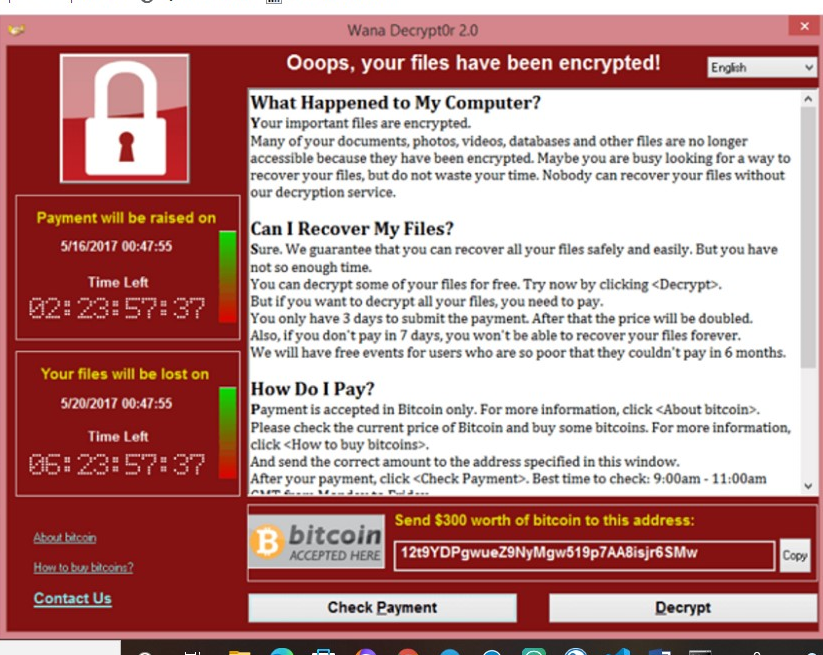 Wana Decrypt0r 2.0
Ooops, your files have been encrypted!
English
What Happened to My Computer?
Your important files are encrypted.
Many of your documents, photos, videos, databases and other files are no longer
accessible because they have been encrypted. Maybe you are busy looking for a way to
recover your files, but do not waste your time. Nobody can recover your files without
our decryption service.
Can I Recover My Files?
Sure. We guarantee that you can recover all your files safely and easily. But you have
not so enough time.
You can decrypt some of your files for free. Try now by clicking <Decrypt>.
But if you want to decrypt all your files, you need to pay.
You only have 3 days to submit the payment. After that the price will be doubled.
Also, if you don't pay in 7 days, you won't be able to recover your files forever.
We will have free events for users who are so poor that they couldn't pay in 6 months.
How Do I Pay?
Payment is accepted in Bitcoin only. For more information, click <About bitcoin>.
Please check the current price of Bitcoin and buy some bitcoins. For more information,
click <How to buy bitcoins>.
And send the correct amount to the address specified in this window.
After your payment, click <Check Payment>. Best time to check: 9:00am - 11:00am
GMT from Monday to Friday.
Payment will be raised on
5/16/2017 00:47:55
Time Left
02:23:57:37
Your files will be lost on
5/20/2017 00:47:55
Time Left
06:23:57:37
About bitcoin
How to buy bitcoins?
Contact Us
bitcoin
ACCEPTED HERE
Send $300 worth of bitcoin to this address:
12t9YDPgwueZ9NyMgw519p7AA8isjr6SMw
Copy
Check Payment
Decrypt